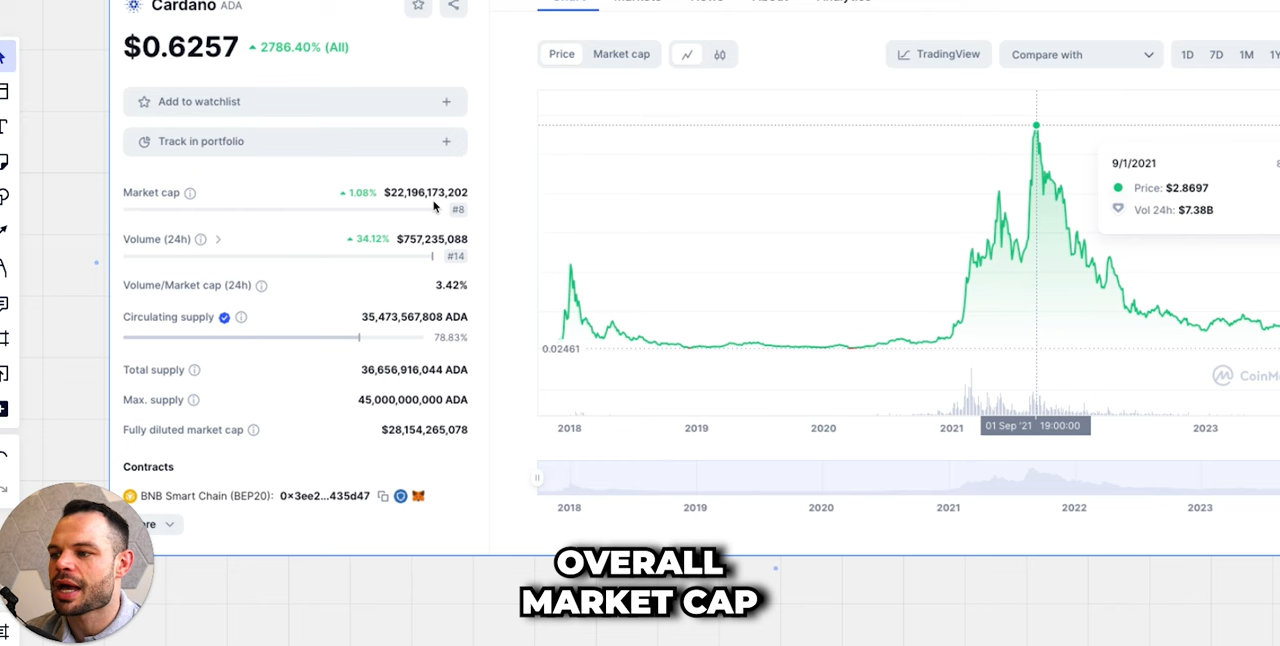 Cardano ADA
$0.6257 2786.40% (All)
Add to watchlist +
Track in portfolio +
Market cap 1.08% $22,196,173,202
#8
Volume (24h) 34.12% $757,235,088
#14
Volume/Market cap (24h) 3.42%
Circulating supply 35,473,567,808 ADA
78.83%
Total supply 36,656,916,044 ADA
Max. supply 45,000,000,000 ADA
Fully diluted market cap $28,154,265,078
Contracts
BNB Smart Chain (BEP20): 0x3ee2...435d47
Price Market cap TradingView Compare with 1D 7D 1M 1Y
9/1/2021
Price: $2.8697
Vol 24h: $7.38B
0.02461
CoinM
2018 2019 2020 2021 01 Sep '21 19:00:00 2023
2018 2019 2020 2021 2022 2023
OVERALL
MARKET CAP